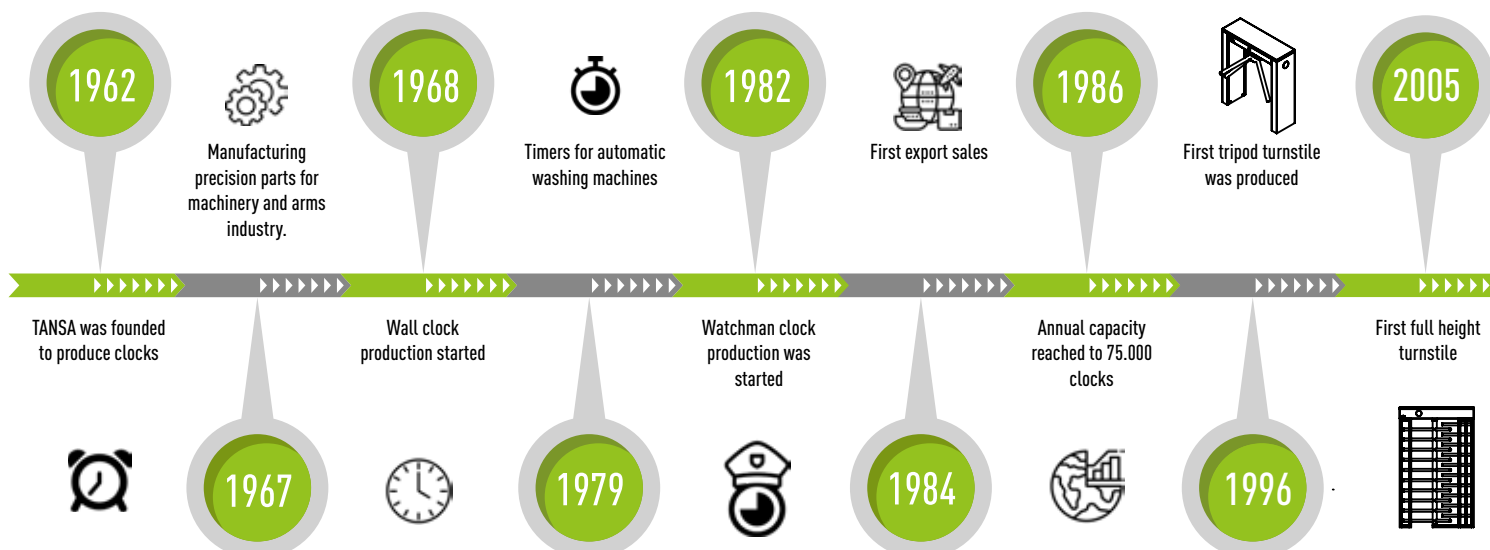 1962
Manufacturing
precision parts for
machinery and arms
industry.
1968
Timers for automatic
washing machines
1982
First export sales
1986
First tripod turnstile
was produced
2005
TANSA was founded
to produce clocks
1967
Wall clock
production started
1979
Watchman clock
production was
started
1984
Annual capacity
reached to 75.000
clocks
1996
First full height
turnstile